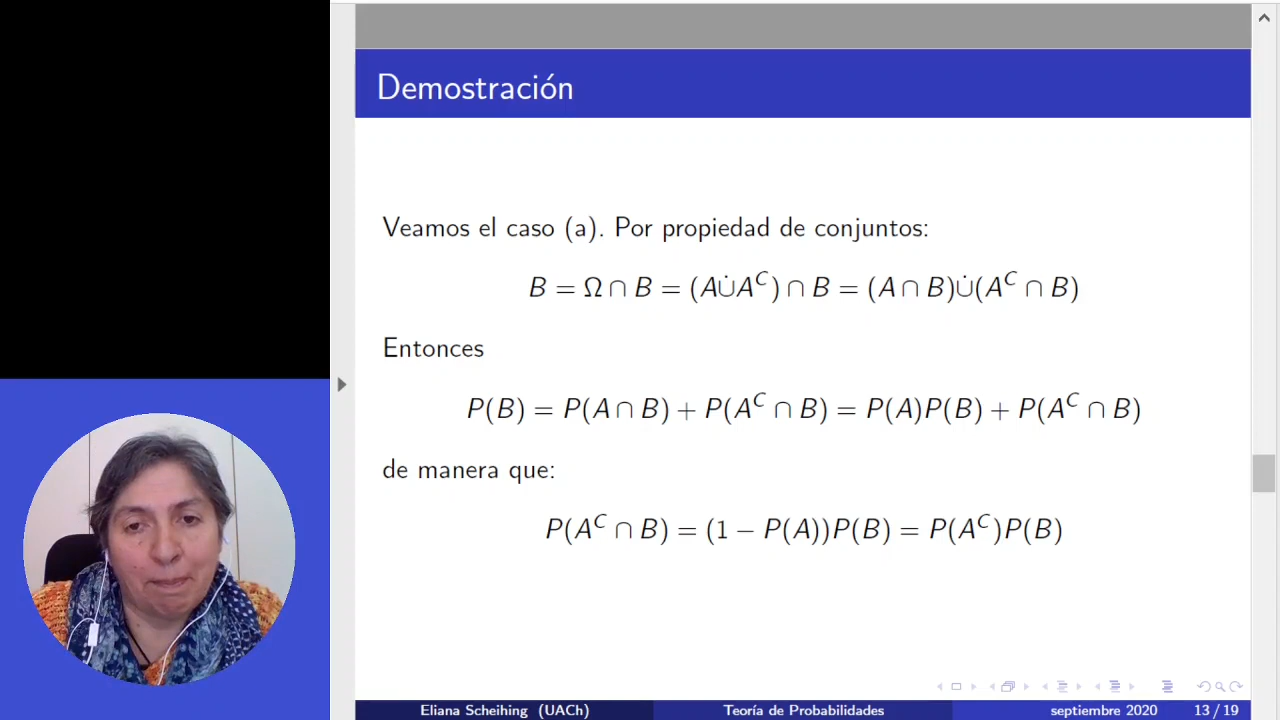 Demostración
Veamos el caso (a). Por propiedad de conjuntos:
B = Ω ∩ B = (A∪̇A^C) ∩ B = (A ∩ B)∪̇(A^C ∩ B)
Entonces
P(B) = P(A ∩ B) + P(A^C ∩ B) = P(A)P(B) + P(A^C ∩ B)
de manera que:
P(A^C ∩ B) = (1 − P(A))P(B) = P(A^C)P(B)
Eliana Scheihing (UACh) Teoría de Probabilidades septiembre 2020 13 / 19